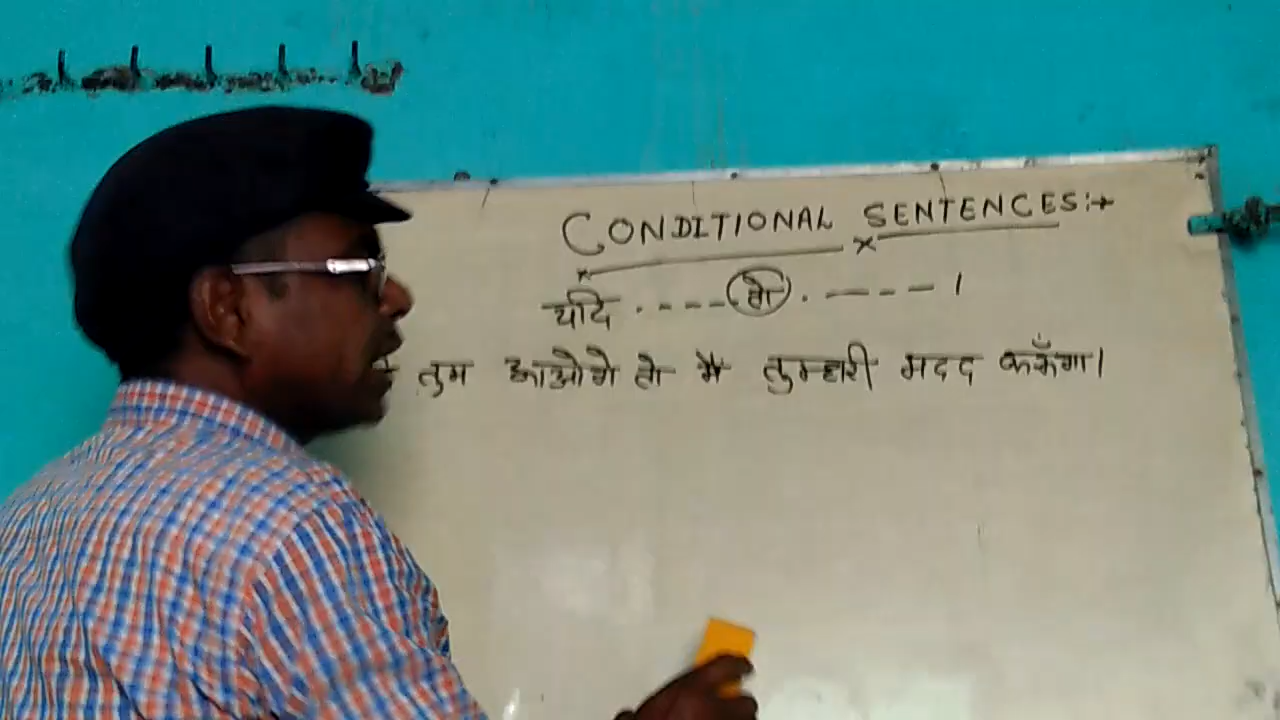 CONDITIONAL SENTENCES:→
यदि ----- तो . ----- ।
तुम आओगे तो मैं तुम्हारी मदद करूँगा।